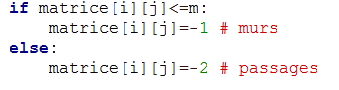 if matrice[i][j]<=m:
    matrice[i][j]=-1 # murs
else:
    matrice[i][j]=-2 # passages